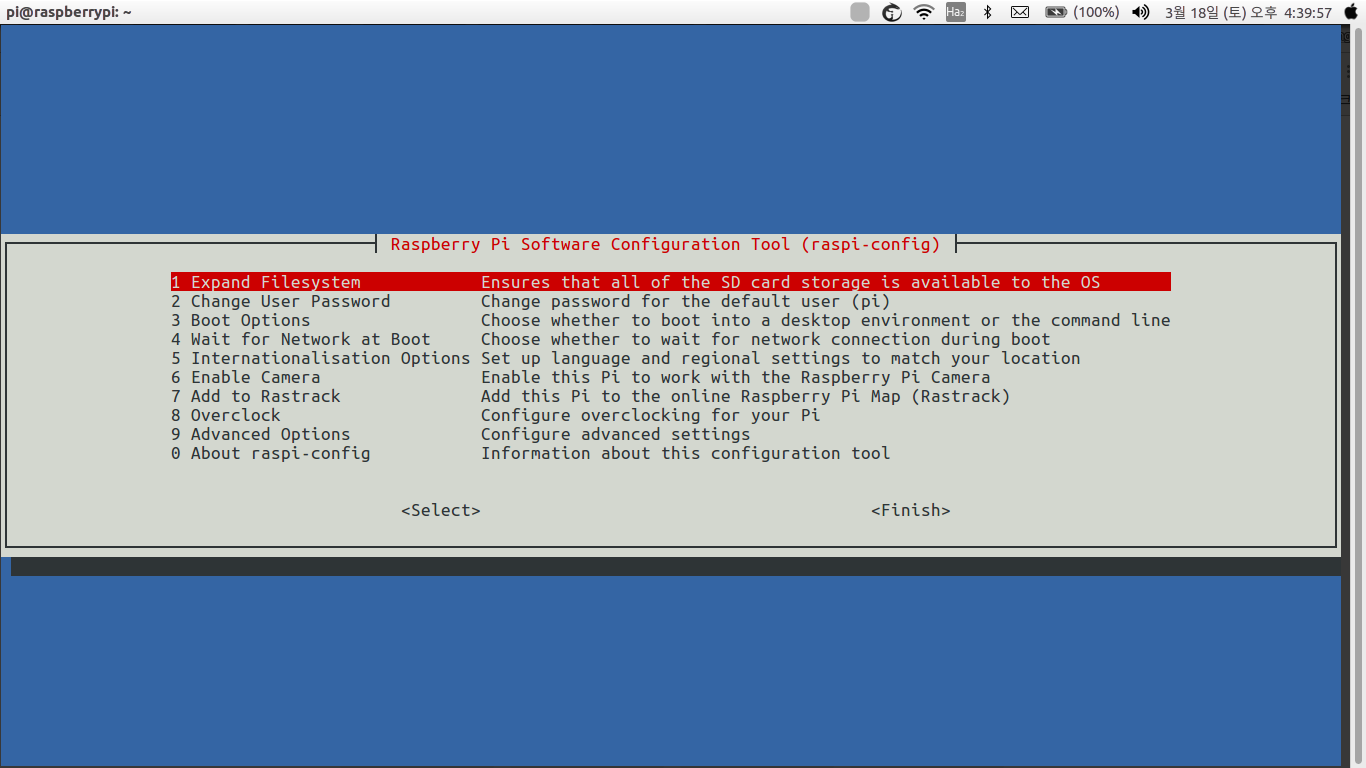 pi@raspberrypi: ~ Ha₂ (100%) 3월 18일 (토) 오후 4:39:57
Raspberry Pi Software Configuration Tool (raspi-config)
1 Expand Filesystem Ensures that all of the SD card storage is available to the OS
2 Change User Password Change password for the default user (pi)
3 Boot Options Choose whether to boot into a desktop environment or the command line
4 Wait for Network at Boot Choose whether to wait for network connection during boot
5 Internationalisation Options Set up language and regional settings to match your location
6 Enable Camera Enable this Pi to work with the Raspberry Pi Camera
7 Add to Rastrack Add this Pi to the online Raspberry Pi Map (Rastrack)
8 Overclock Configure overclocking for your Pi
9 Advanced Options Configure advanced settings
0 About raspi-config Information about this configuration tool
<Select> <Finish>